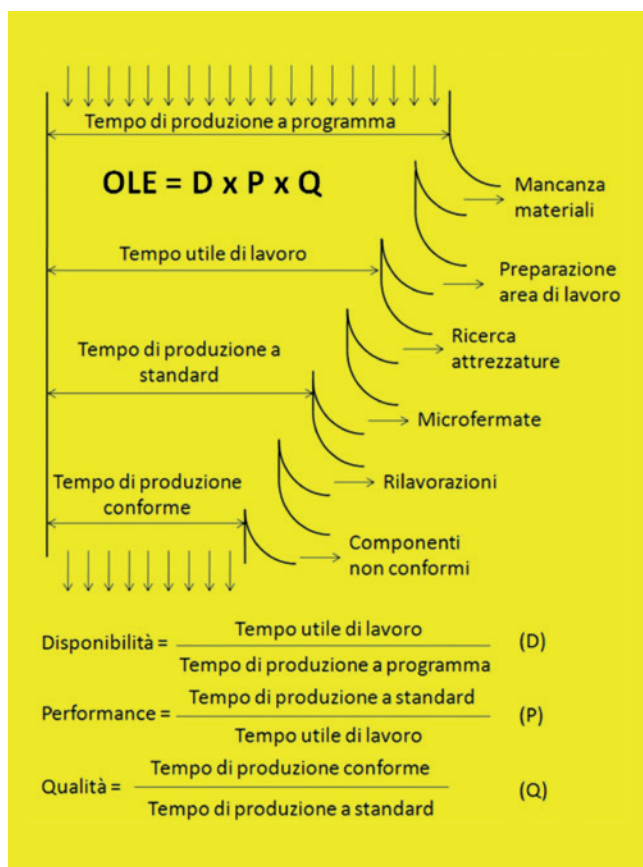 Tempo di produzione a programma
OLE = D x P x Q
Mancanza
materiali
Tempo utile di lavoro
Preparazione
area di lavoro
Ricerca
attrezzature
Tempo di produzione a
standard
Microfermate
Rilavorazioni
Tempo di produzione
conforme
Componenti
non conformi
Disponibilità = Tempo utile di lavoro (D)
Tempo di produzione a programma
Performance = Tempo di produzione a standard (P)
Tempo utile di lavoro
Qualità = Tempo di produzione conforme (Q)
Tempo di produzione a standard